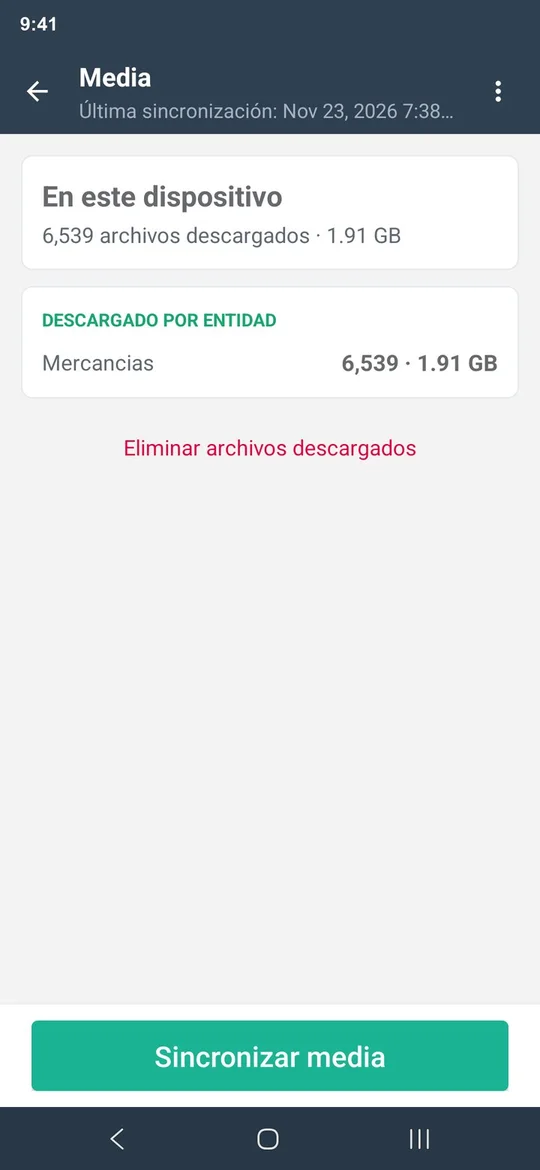 9:41
Media
Última sincronización: Nov 23, 2026 7:38…
En este dispositivo
6,539 archivos descargados · 1.91 GB
DESCARGADO POR ENTIDAD
Mercancias 6,539 · 1.91 GB
Eliminar archivos descargados
Sincronizar media